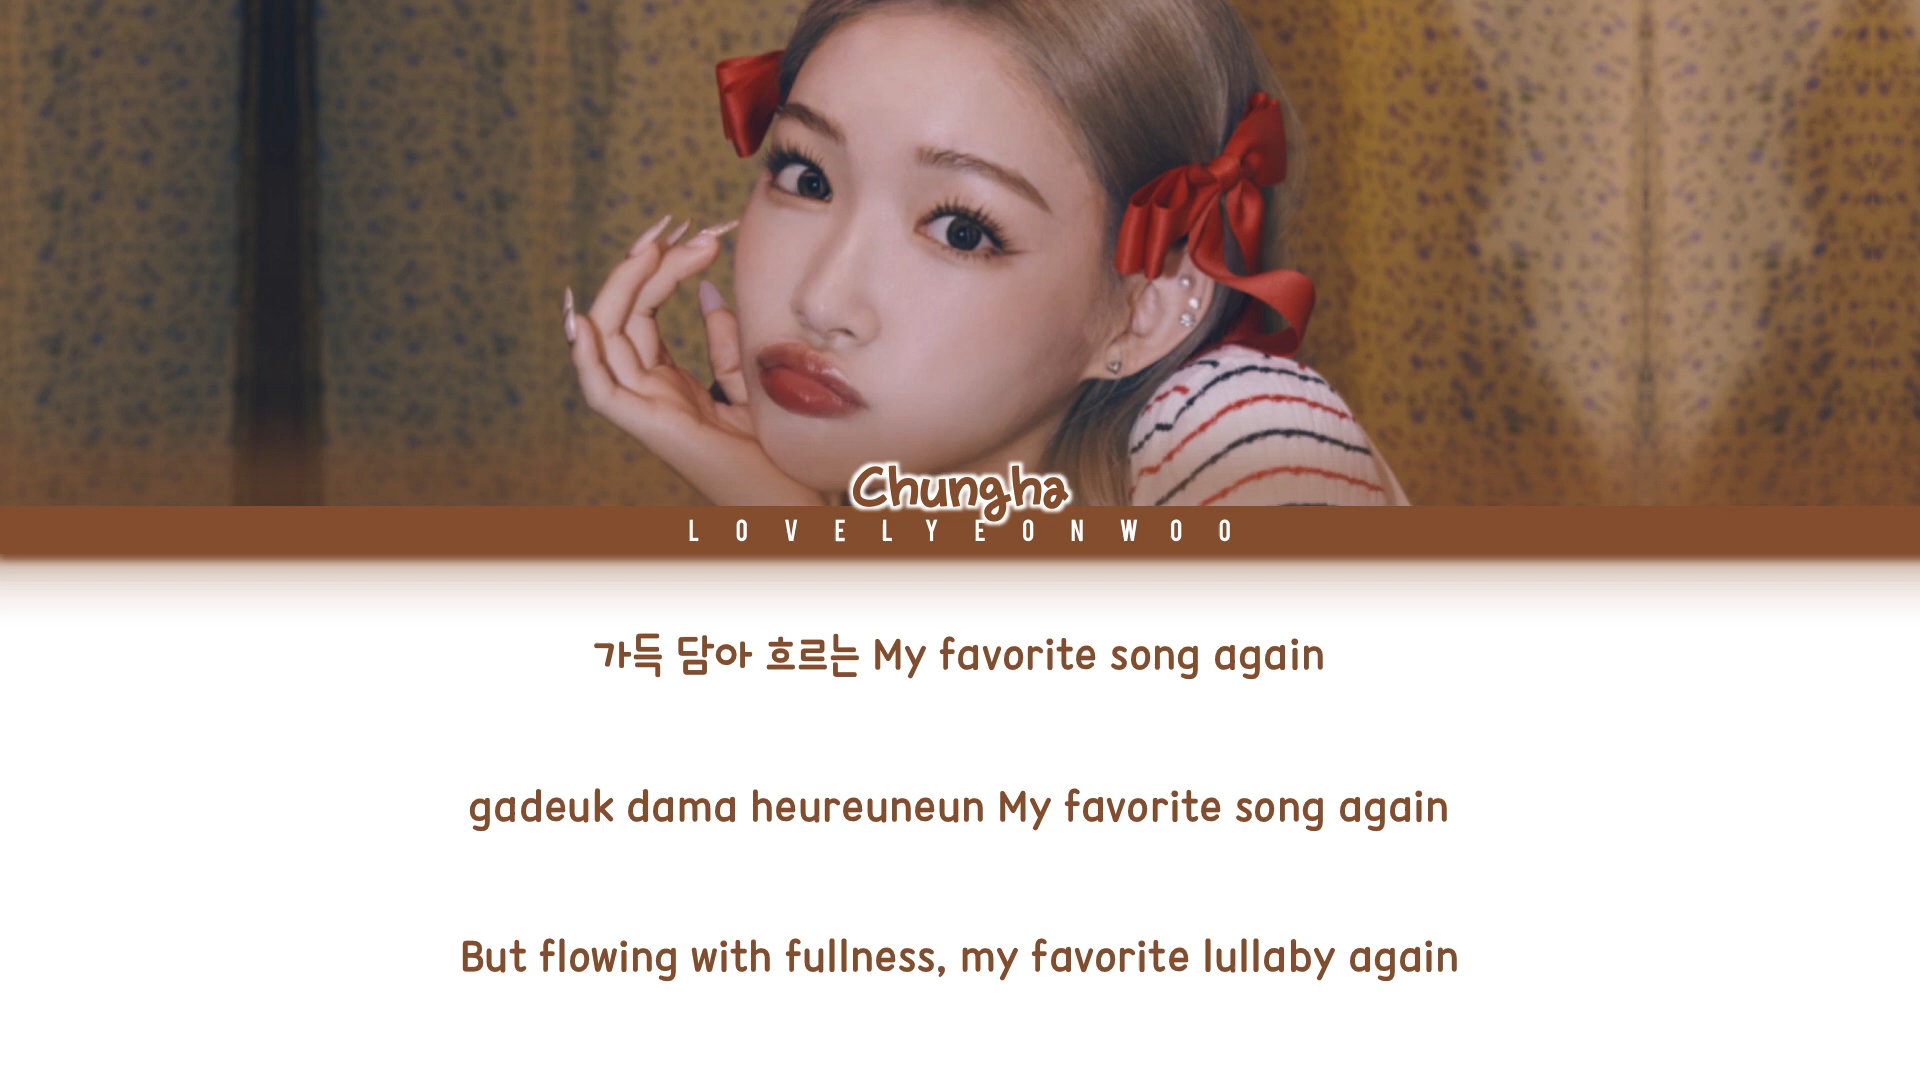 Chungha
LOVELYEONWOO
가득 담아 흐르는 My favorite song again
gadeuk dama heureuneun My favorite song again
But flowing with fullness, my favorite lullaby again